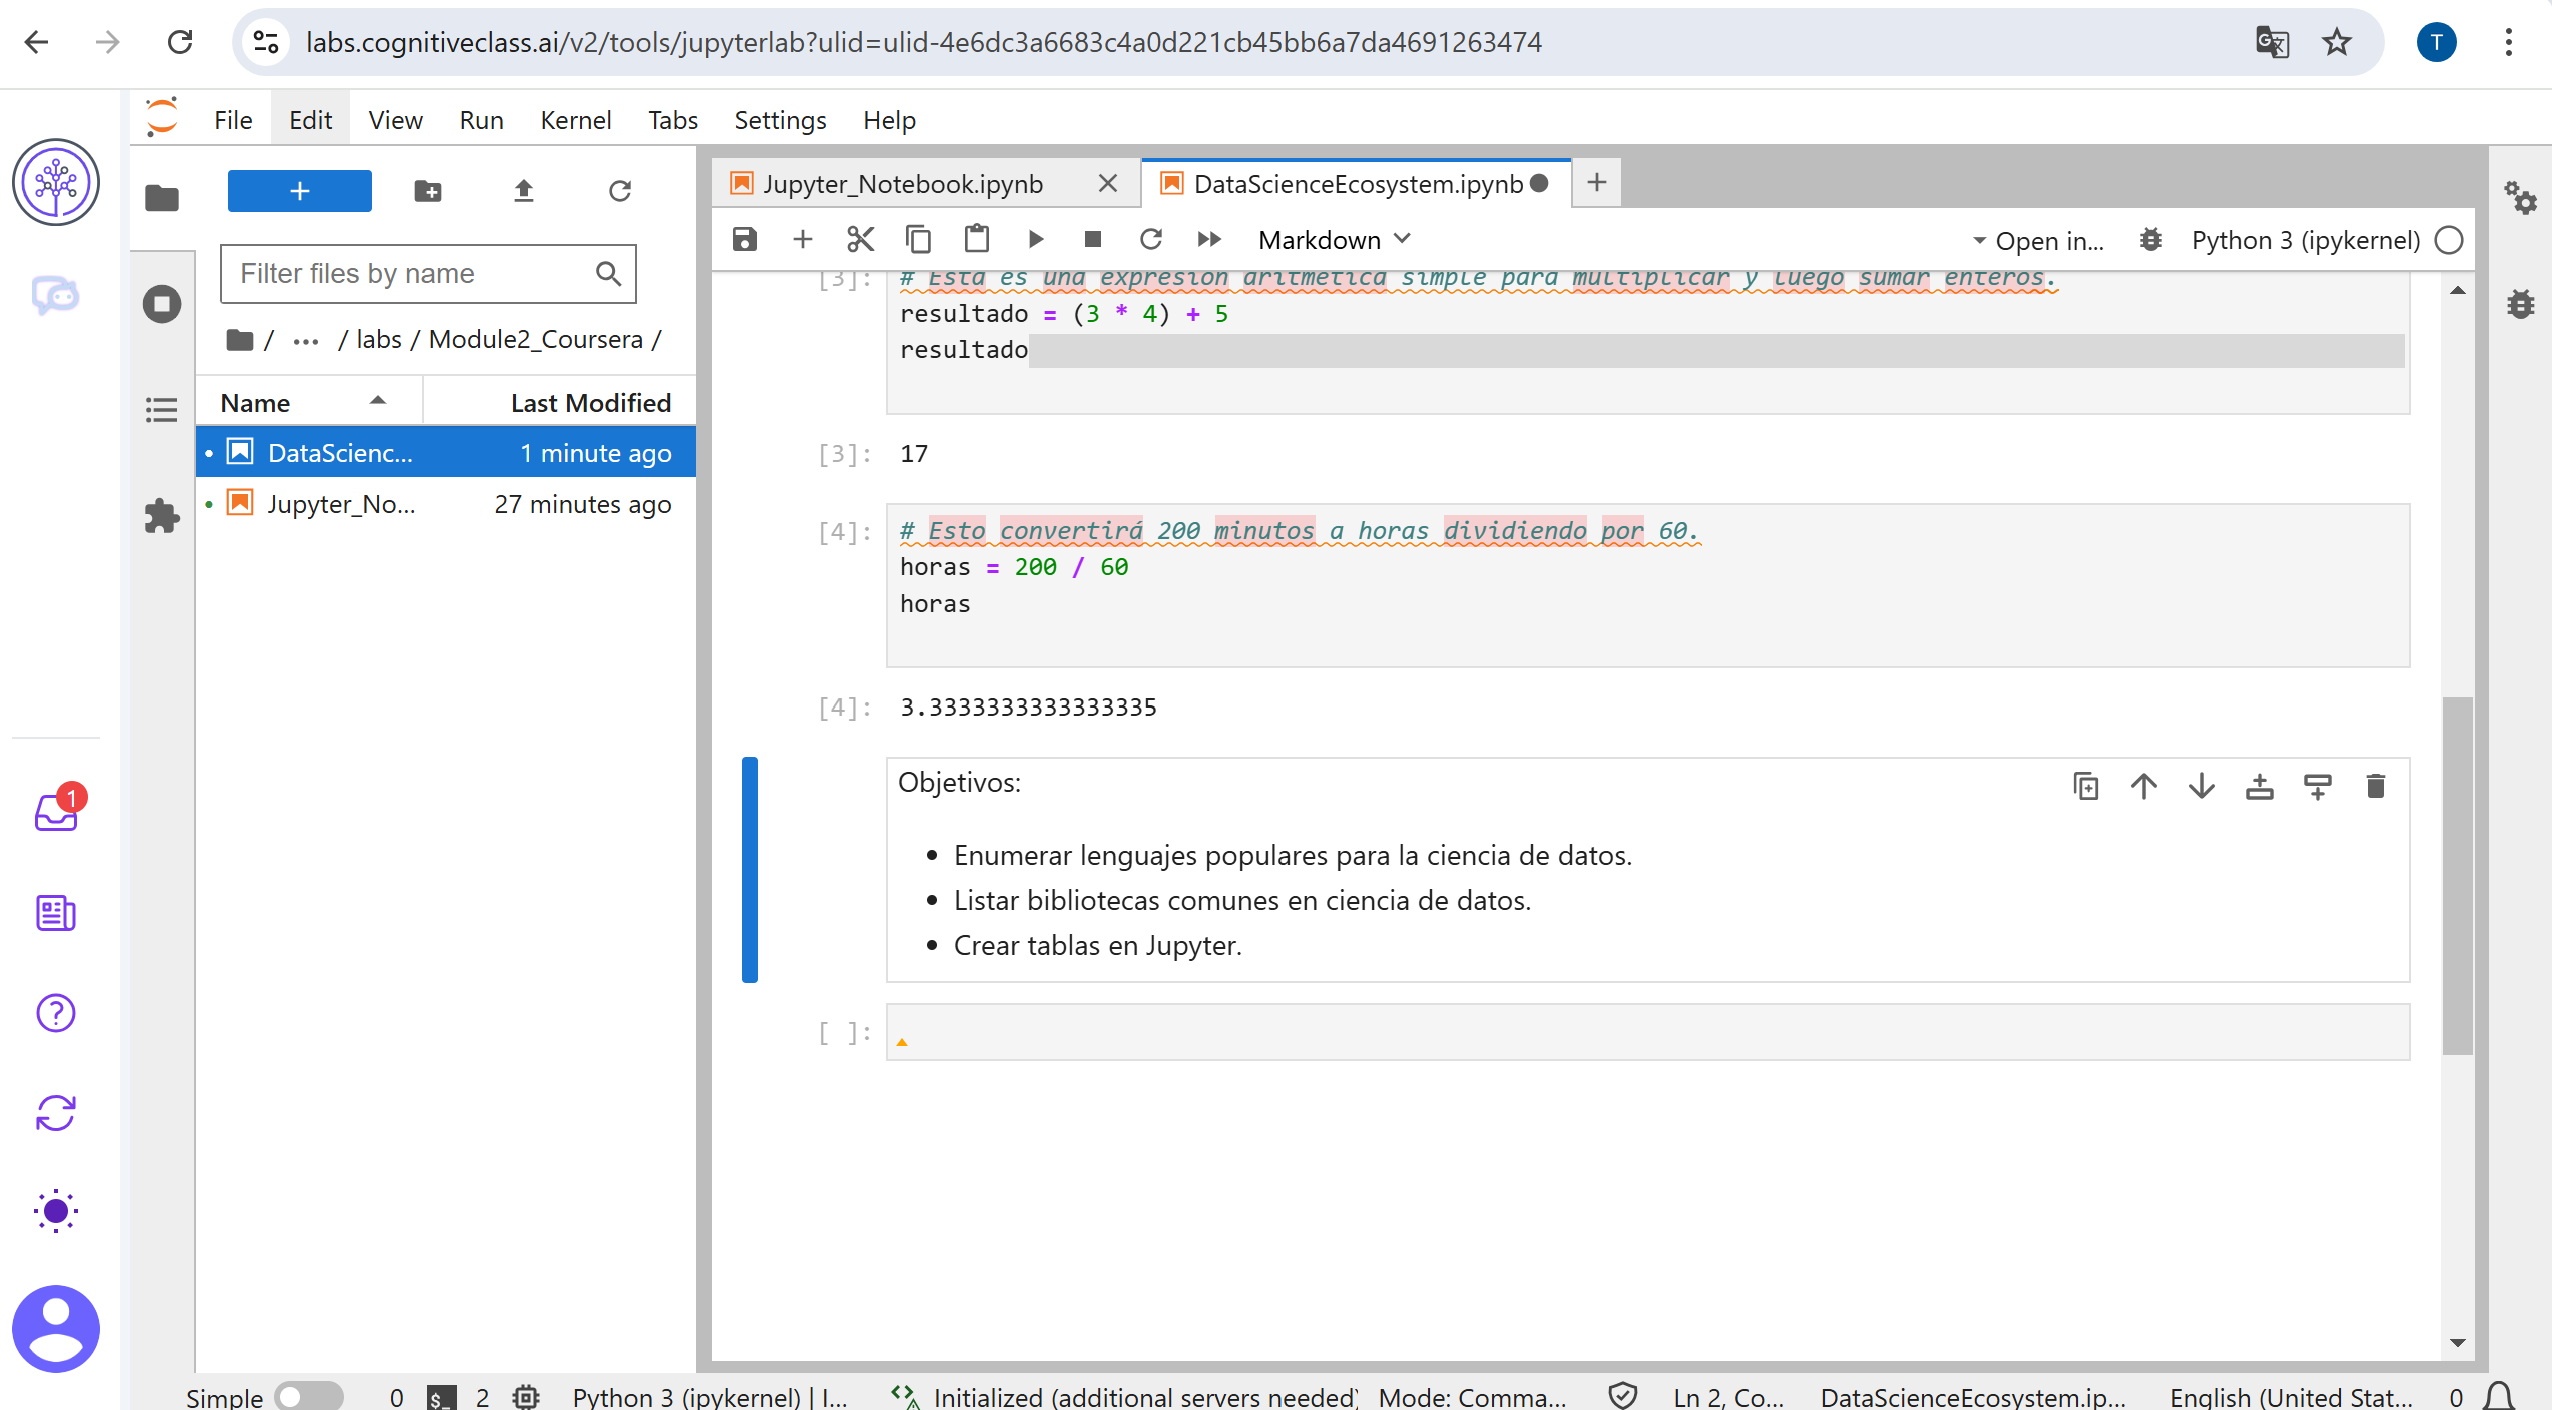 labs.cognitiveclass.ai/v2/tools/jupyterlab?ulid=ulid-4e6dc3a6683c4a0d221cb45bb6a7da4691263474
T
File Edit View Run Kernel Tabs Settings Help
+
Filter files by name
/ ... / labs / Module2_Coursera /
Name Last Modified
DataScienc... 1 minute ago
Jupyter_No... 27 minutes ago
1
Jupyter_Notebook.ipynb
DataScienceEcosystem.ipynb
Markdown
Open in...
Python 3 (ipykernel)
[3]: # Esta es una expresión aritmética simple para multiplicar y luego sumar enteros.
resultado = (3 * 4) + 5
resultado
[3]: 17
[4]: # Esto convertirá 200 minutos a horas dividiendo por 60.
horas = 200 / 60
horas
[4]: 3.3333333333333335
Objetivos:
• Enumerar lenguajes populares para la ciencia de datos.
• Listar bibliotecas comunes en ciencia de datos.
• Crear tablas en Jupyter.
[ ]:
Simple 0 $_ 2 Python 3 (ipykernel) | I... Initialized (additional servers needed) Mode: Comma... Ln 2, Co... DataScienceEcosystem.ip... English (United Stat... 0